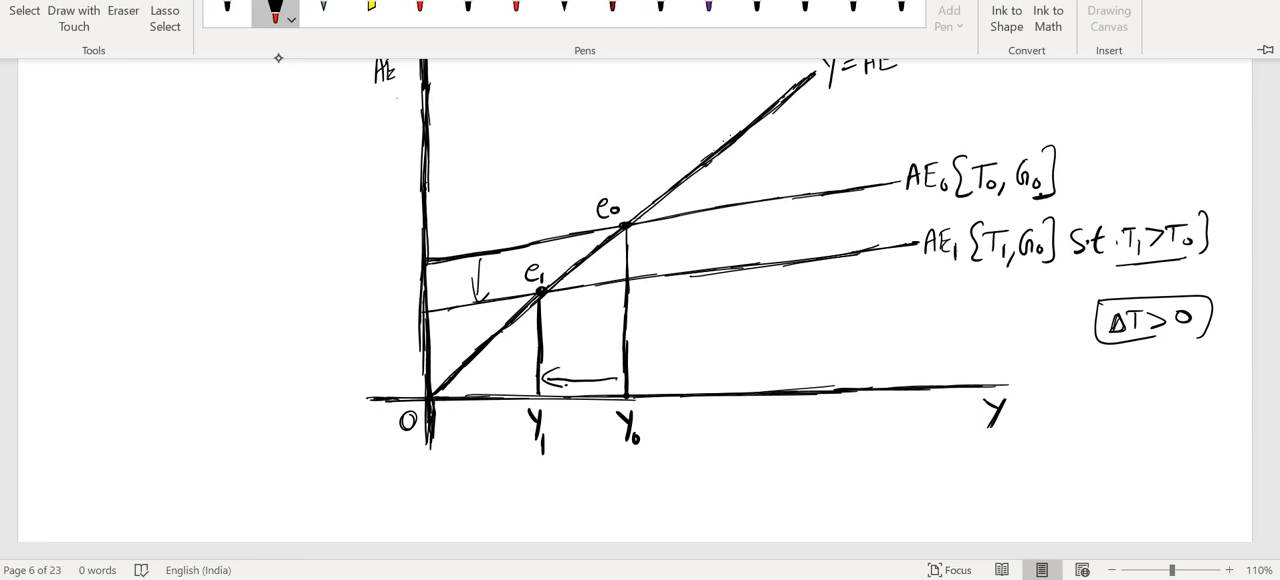 Select Draw with Touch Eraser Lasso Select
Add Pen
Ink to Shape Ink to Math
Drawing Canvas
Tools
Pens
Convert
Insert
AE
Y = AE
AE₀{T₀, G₀]
e₀
AE₁{T₁, G₀] s.t. T₁>T₀}
e₁
ΔT > 0
O
Y₁
Y₀
Y
Page 6 of 23 0 words English (India) Focus 110%